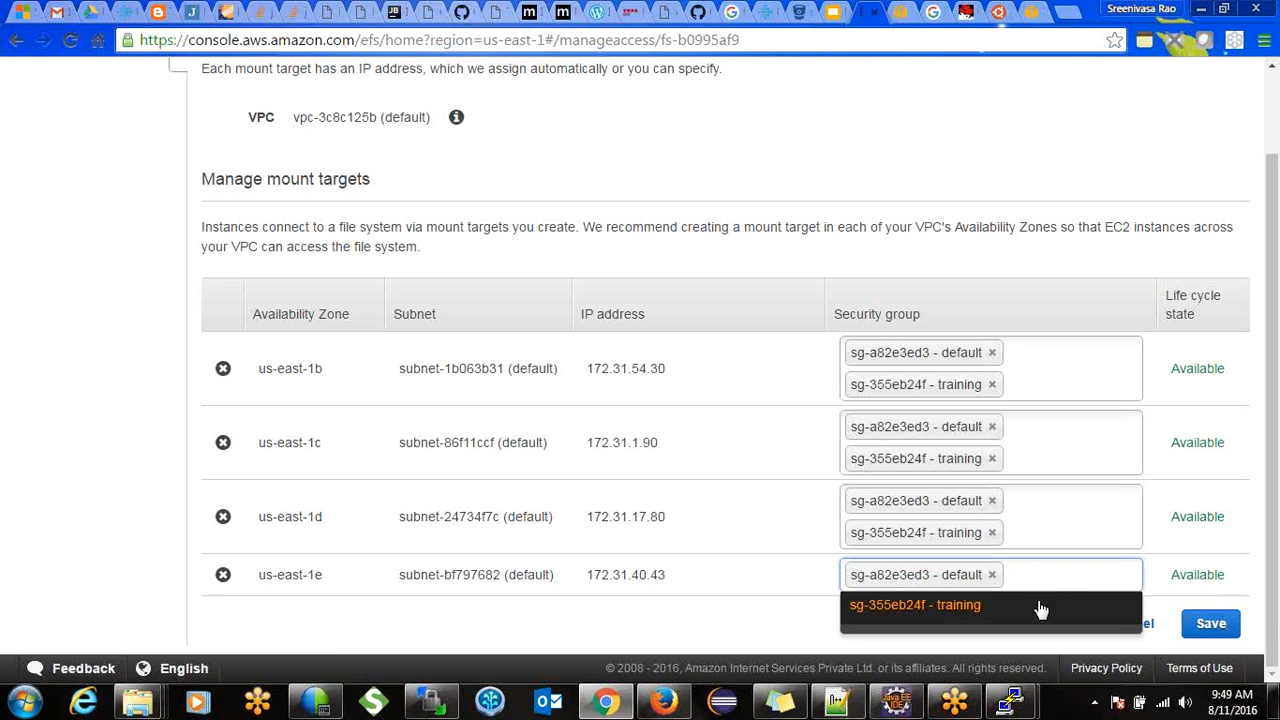 Sreenivasa Rao
https://console.aws.amazon.com/efs/home?region=us-east-1#/manageaccess/fs-b0995af9
Each mount target has an IP address, which we assign automatically or you can specify.
VPC vpc-3c8c125b (default)
Manage mount targets
Instances connect to a file system via mount targets you create. We recommend creating a mount target in each of your VPC's Availability Zones so that EC2 instances across
your VPC can access the file system.
Availability Zone Subnet IP address Security group Life cycle
state
us-east-1b subnet-1b063b31 (default) 172.31.54.30 sg-a82e3ed3 - default Available
sg-355eb24f - training
us-east-1c subnet-86f11ccf (default) 172.31.1.90 sg-a82e3ed3 - default Available
sg-355eb24f - training
us-east-1d subnet-24734f7c (default) 172.31.17.80 sg-a82e3ed3 - default Available
sg-355eb24f - training
us-east-1e subnet-bf797682 (default) 172.31.40.43 sg-a82e3ed3 - default Available
sg-355eb24f - training
el Save
Feedback English © 2008 - 2016, Amazon Internet Services Private Ltd. or its affiliates. All rights reserved. Privacy Policy Terms of Use
9:49 AM
8/11/2016